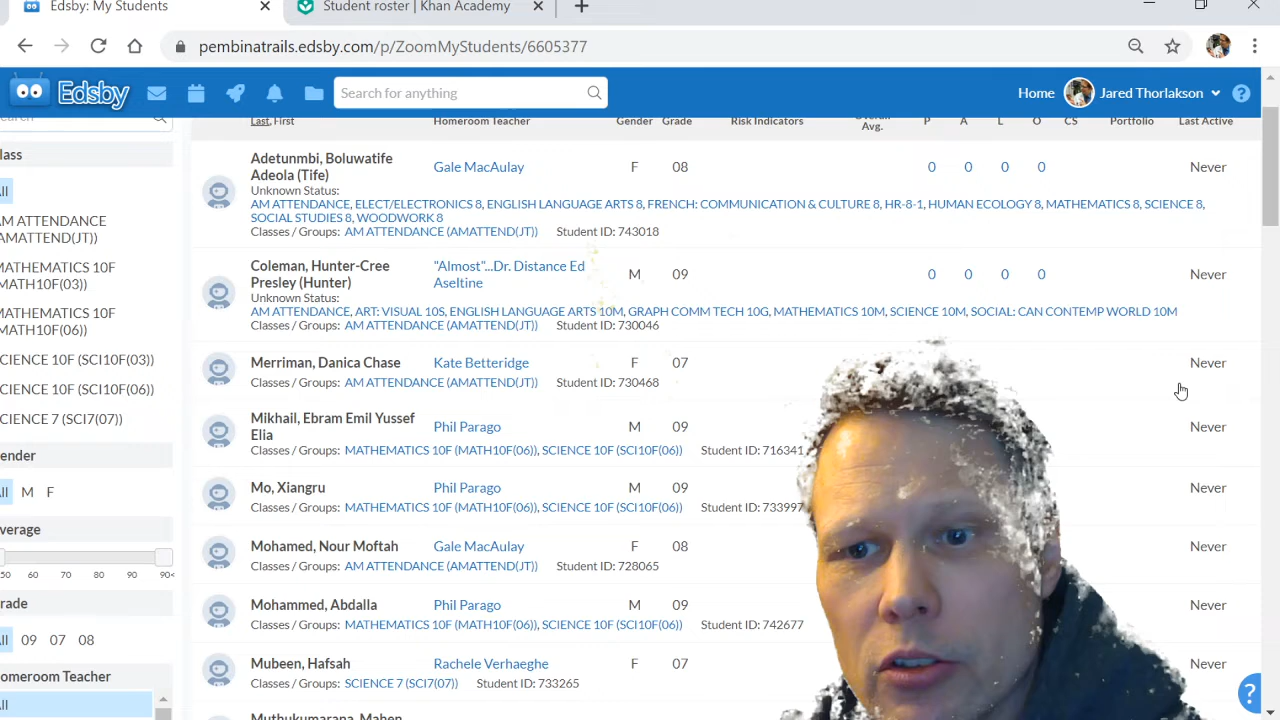 Edsby: My Students
Student roster | Khan Academy
pembinatrails.edsby.com/p/ZoomMyStudents/6605377
Edsby
Search for anything
Home
Jared Thorlakson
Last, First
Homeroom Teacher
Gender
Grade
Risk Indicators
Avg.
P
A
L
O
CS
Portfolio
Last Active
AM ATTENDANCE
AMATTEND(JT))
MATHEMATICS 10F
MATH10F(03))
MATHEMATICS 10F
MATH10F(06))
CIENCE 10F (SCI10F(03))
CIENCE 10F (SCI10F(06))
CIENCE 7 (SCI7(07))
ender
M F
verage
50 60 70 80 90 90<
rade
09 07 08
Homeroom Teacher
Adetunmbi, Boluwatife
Adeola (Tife)
Gale MacAulay
F
08
0
0
0
0
Never
Unknown Status:
AM ATTENDANCE, ELECT/ELECTRONICS 8, ENGLISH LANGUAGE ARTS 8, FRENCH: COMMUNICATION & CULTURE 8, HR-8-1, HUMAN ECOLOGY 8, MATHEMATICS 8, SCIENCE 8,
SOCIAL STUDIES 8, WOODWORK 8
Classes / Groups: AM ATTENDANCE (AMATTEND(JT)) Student ID: 743018
Coleman, Hunter-Cree
Presley (Hunter)
"Almost"...Dr. Distance Ed
Aseltine
M
09
0
0
0
0
Never
Unknown Status:
AM ATTENDANCE, ART: VISUAL 10S, ENGLISH LANGUAGE ARTS 10M, GRAPH COMM TECH 10G, MATHEMATICS 10M, SCIENCE 10M, SOCIAL: CAN CONTEMP WORLD 10M
Classes / Groups: AM ATTENDANCE (AMATTEND(JT)) Student ID: 730046
Merriman, Danica Chase
Kate Betteridge
F
07
Never
Classes / Groups: AM ATTENDANCE (AMATTEND(JT)) Student ID: 730468
Mikhail, Ebram Emil Yussef
Elia
Phil Parago
M
09
Never
Classes / Groups: MATHEMATICS 10F (MATH10F(06)), SCIENCE 10F (SCI10F(06)) Student ID: 716341
Mo, Xiangru
Phil Parago
M
09
Never
Classes / Groups: MATHEMATICS 10F (MATH10F(06)), SCIENCE 10F (SCI10F(06)) Student ID: 733997
Mohamed, Nour Moftah
Gale MacAulay
F
08
Never
Classes / Groups: AM ATTENDANCE (AMATTEND(JT)) Student ID: 728065
Mohammed, Abdalla
Phil Parago
M
09
Never
Classes / Groups: MATHEMATICS 10F (MATH10F(06)), SCIENCE 10F (SCI10F(06)) Student ID: 742677
Mubeen, Hafsah
Rachele Verhaeghe
F
07
Never
Classes / Groups: SCIENCE 7 (SCI7(07)) Student ID: 733265